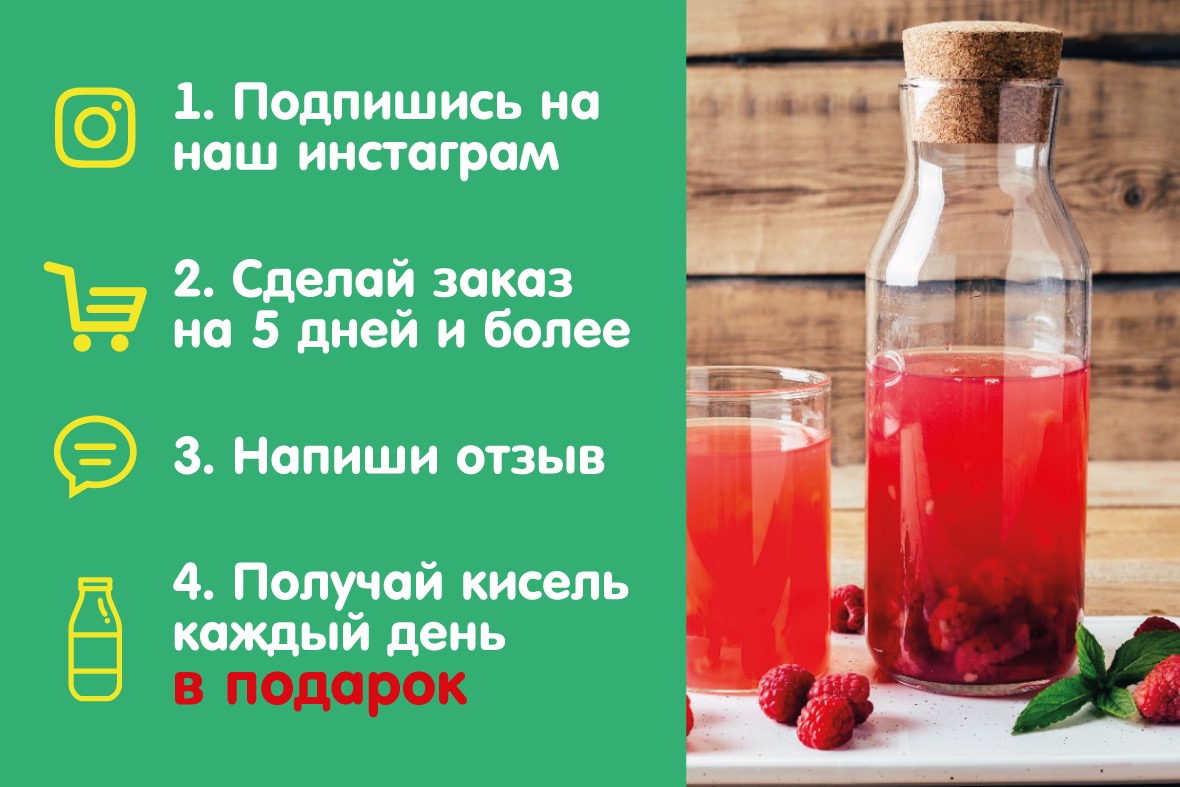 1. Подпишись на
наш инстаграм
2. Сделай заказ
на 5 дней и более
3. Напиши отзыв
4. Получай кисель
каждый день
в подарок